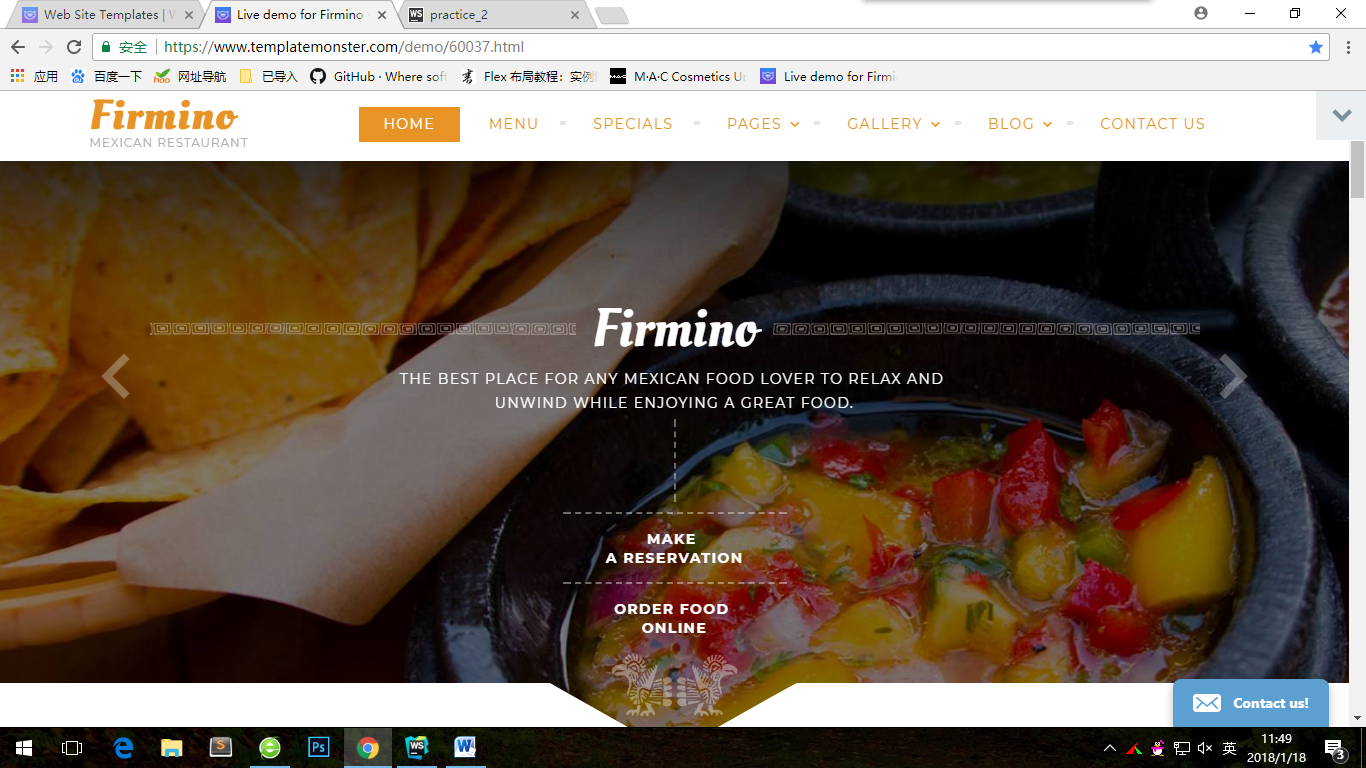 Web Site Templates | W
Live demo for Firmino
practice_2
安全
https://www.templatemonster.com/demo/60037.html
应用
百度一下
网址导航
已导入
GitHub · Where soft
Flex 布局教程：实例
M·A·C Cosmetics
Live demo for Firmi
Firmino
MEXICAN RESTAURANT
HOME
MENU
SPECIALS
PAGES
GALLERY
BLOG
CONTACT US
Firmino
THE BEST PLACE FOR ANY MEXICAN FOOD LOVER TO RELAX AND
UNWIND WHILE ENJOYING A GREAT FOOD.
MAKE
A RESERVATION
ORDER FOOD
ONLINE
Contact us!
英
11:49
2018/1/18
3